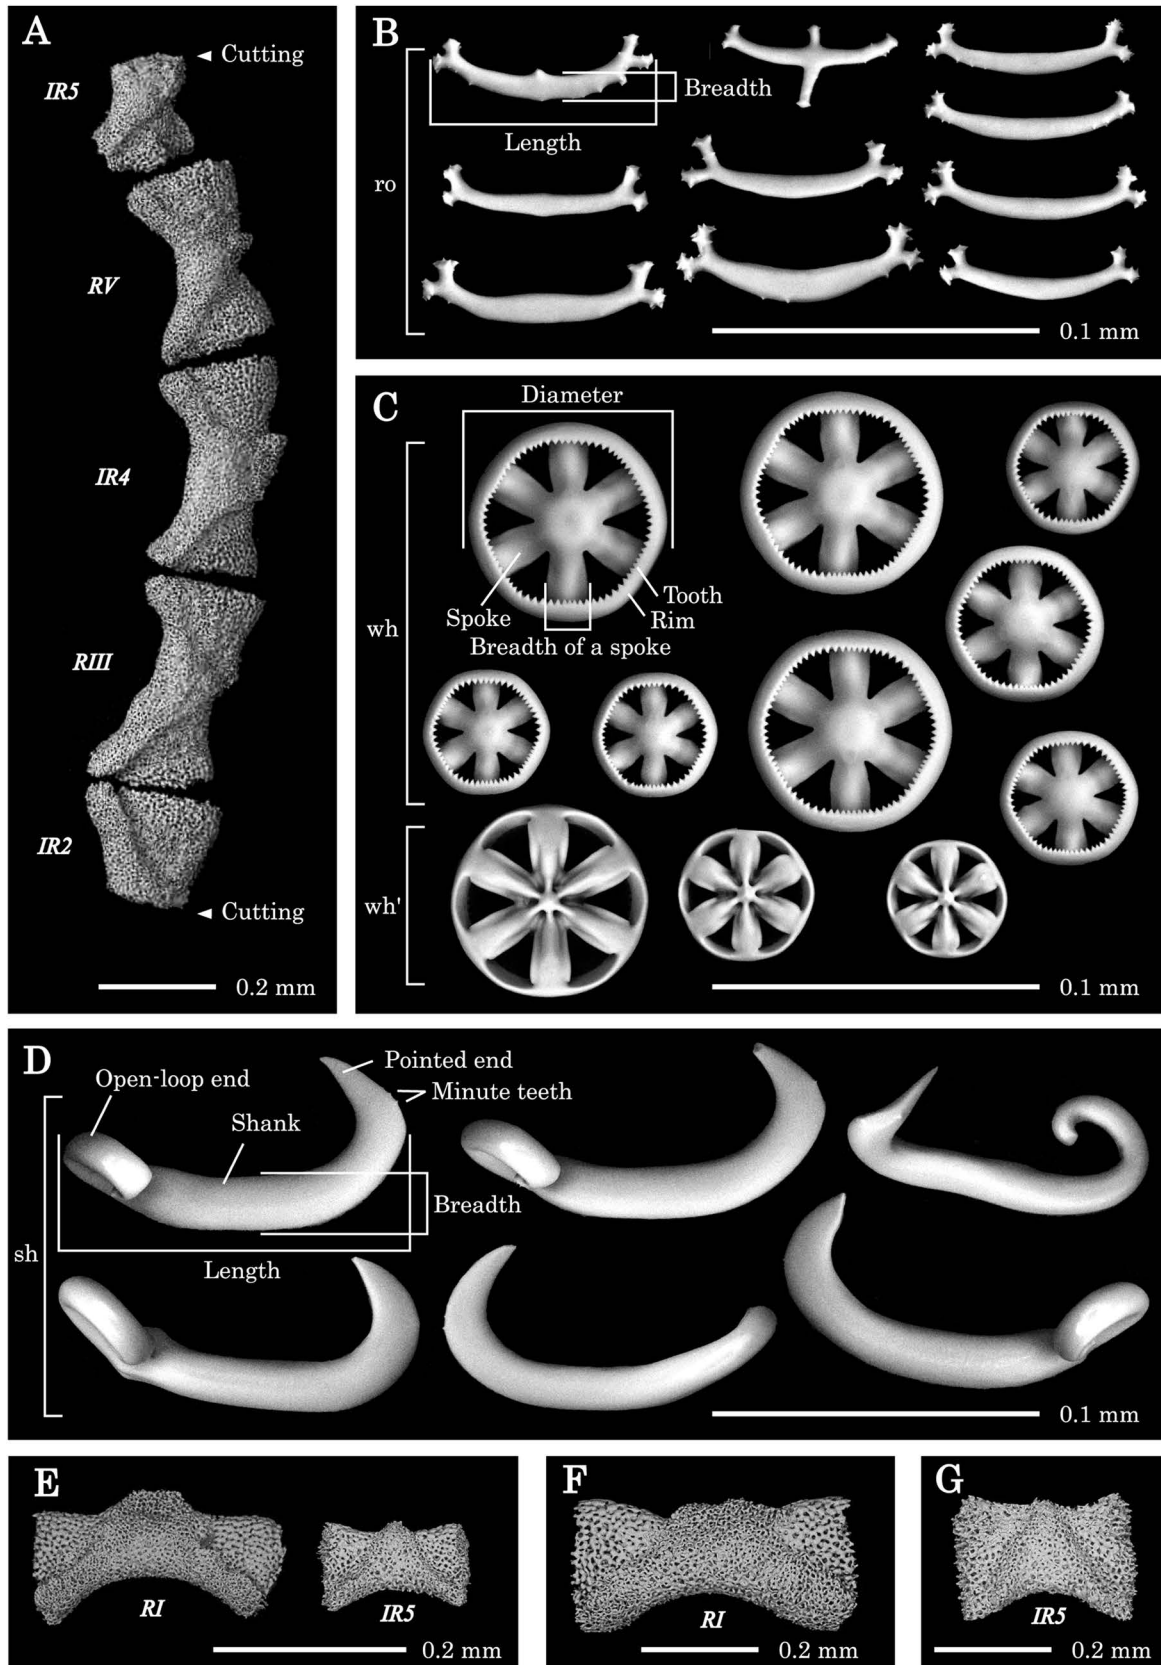 A
◄ Cutting
IR5
RV
IR4
RIII
IR2
◄ Cutting
0.2 mm
B
Breadth
Length
ro
0.1 mm
C
Diameter
wh
Tooth
Spoke
Rim
Breadth of a spoke
wh'
0.1 mm
D
Pointed end
Open-loop end
Minute teeth
Shank
Breadth
sh
Length
0.1 mm
E
RI
IR5
0.2 mm
F
RI
0.2 mm
G
IR5
0.2 mm